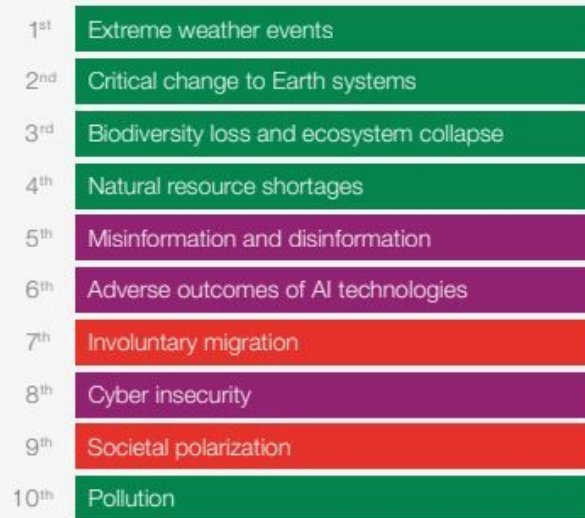 1st Extreme weather events
2nd Critical change to Earth systems
3rd Biodiversity loss and ecosystem collapse
4th Natural resource shortages
5th Misinformation and disinformation
6th Adverse outcomes of AI technologies
7th Involuntary migration
8th Cyber insecurity
9th Societal polarization
10th Pollution